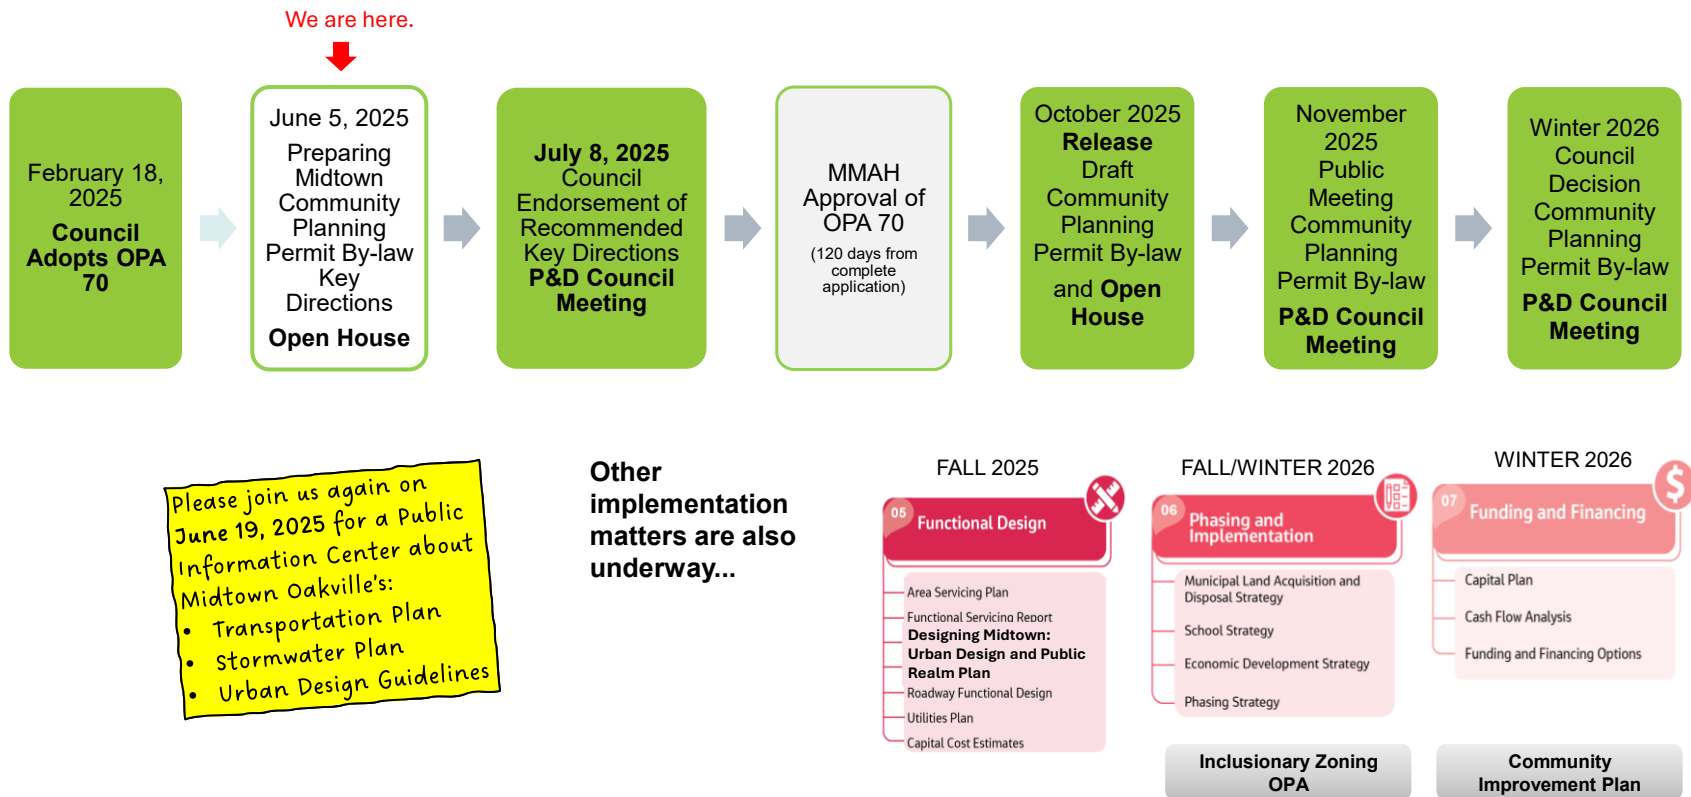 We are here.
February 18,
2025
Council
Adopts OPA
70
June 5, 2025
Preparing
Midtown
Community
Planning
Permit By-law
Key
Directions
Open House
July 8, 2025
Council
Endorsement of
Recommended
Key Directions
P&D Council
Meeting
MMAH
Approval of
OPA 70
(120 days from
complete
application)
October 2025
Release
Draft
Community
Planning
Permit By-law
and Open
House
November
2025
Public
Meeting
Community
Planning
Permit By-law
P&D Council
Meeting
Winter 2026
Council
Decision
Community
Planning
Permit By-law
P&D Council
Meeting
Please join us again on
June 19, 2025 for a Public
Information Center about
Midtown Oakville's:
• Transportation Plan
• Stormwater Plan
• Urban Design Guidelines
Other
implementation
matters are also
underway...
FALL 2025
05 Functional Design
Area Servicing Plan
Functional Servicing Report
Designing Midtown:
Urban Design and Public
Realm Plan
Roadway Functional Design
Utilities Plan
Capital Cost Estimates
FALL/WINTER 2026
06 Phasing and
Implementation
Municipal Land Acquisition and
Disposal Strategy
School Strategy
Economic Development Strategy
Phasing Strategy
Inclusionary Zoning
OPA
WINTER 2026
$
07 Funding and Financing
Capital Plan
Cash Flow Analysis
Funding and Financing Options
Community
Improvement Plan